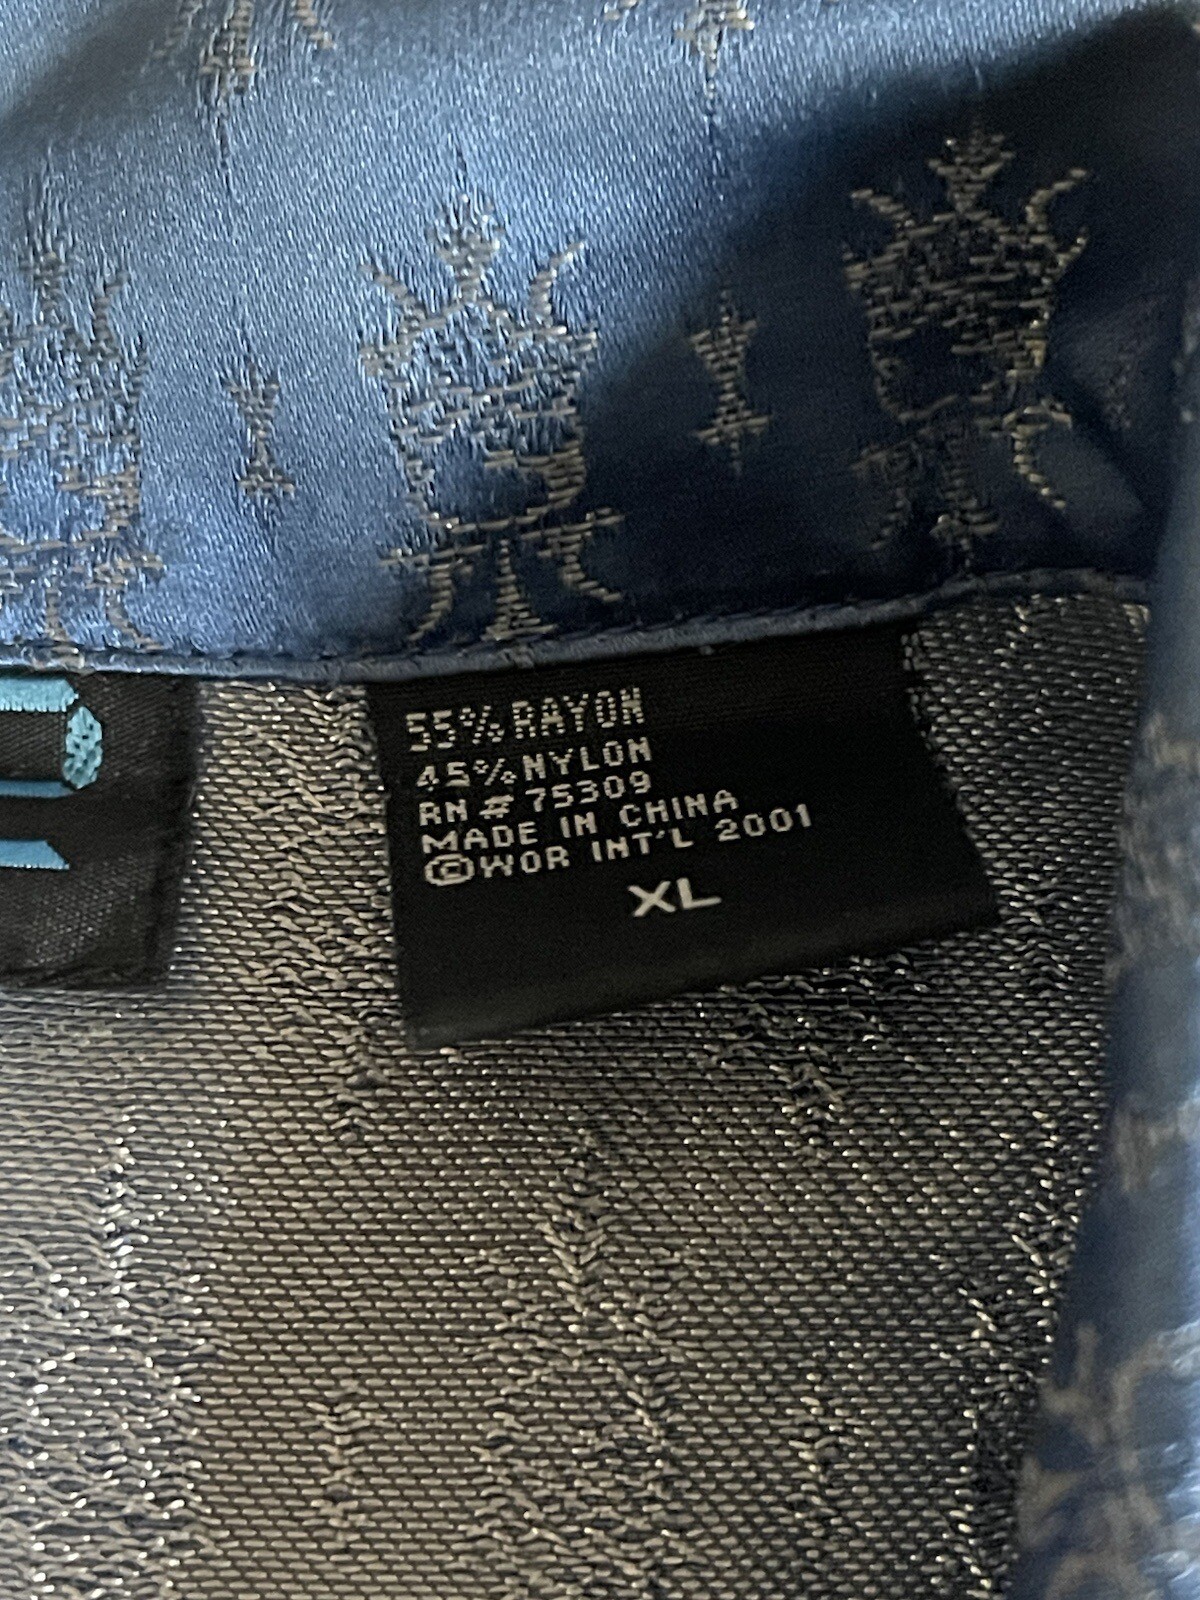 55% RAYON
45% NYLON
RN # 75309
MADE IN CHINA
©WOR INT'L 2001
XL